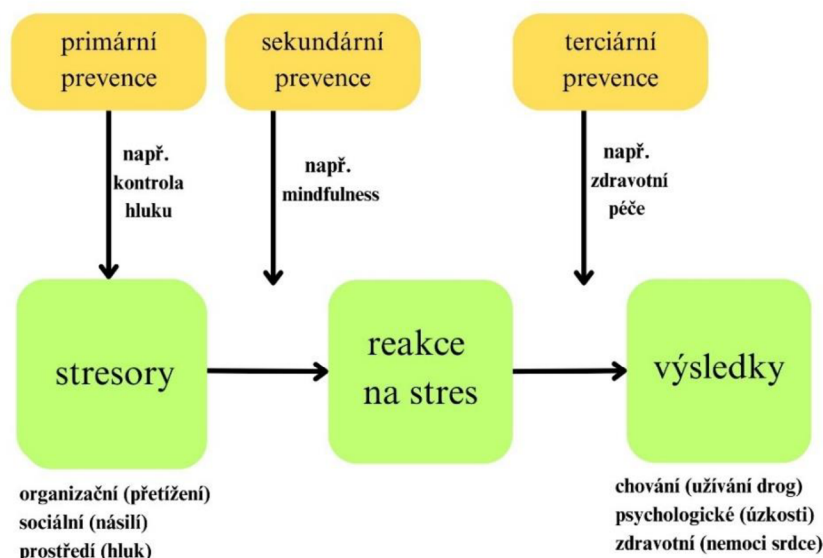 primární
prevence
sekundární
prevence
terciární
prevence
např.
kontrola
hluku
např.
mindfulness
např.
zdravotní
péče
stresory
reakce
na stres
výsledky
organizační (přetížení)
sociální (násilí)
prostředí (hluk)
chování (užívání drog)
psychologické (úzkosti)
zdravotní (nemoci srdce)